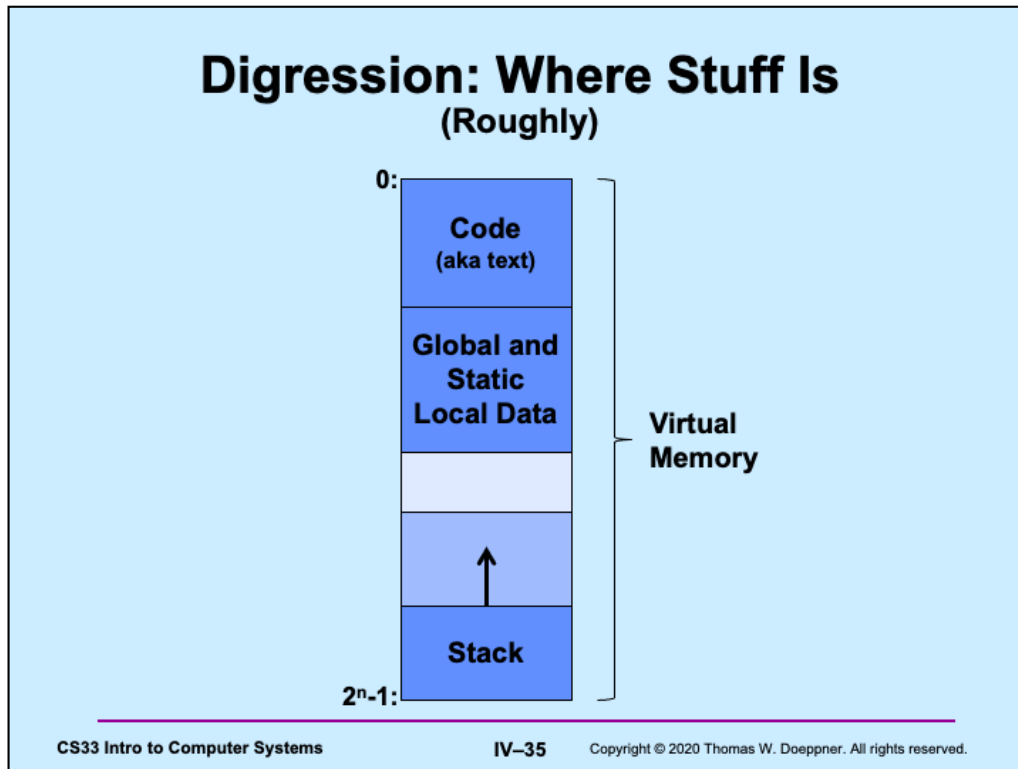 Digression: Where Stuff Is
(Roughly)
0:
Code
(aka text)
Global and
Static
Local Data
Virtual
Memory
Stack
2ⁿ-1:
CS33 Intro to Computer Systems
IV–35
Copyright © 2020 Thomas W. Doeppner. All rights reserved.